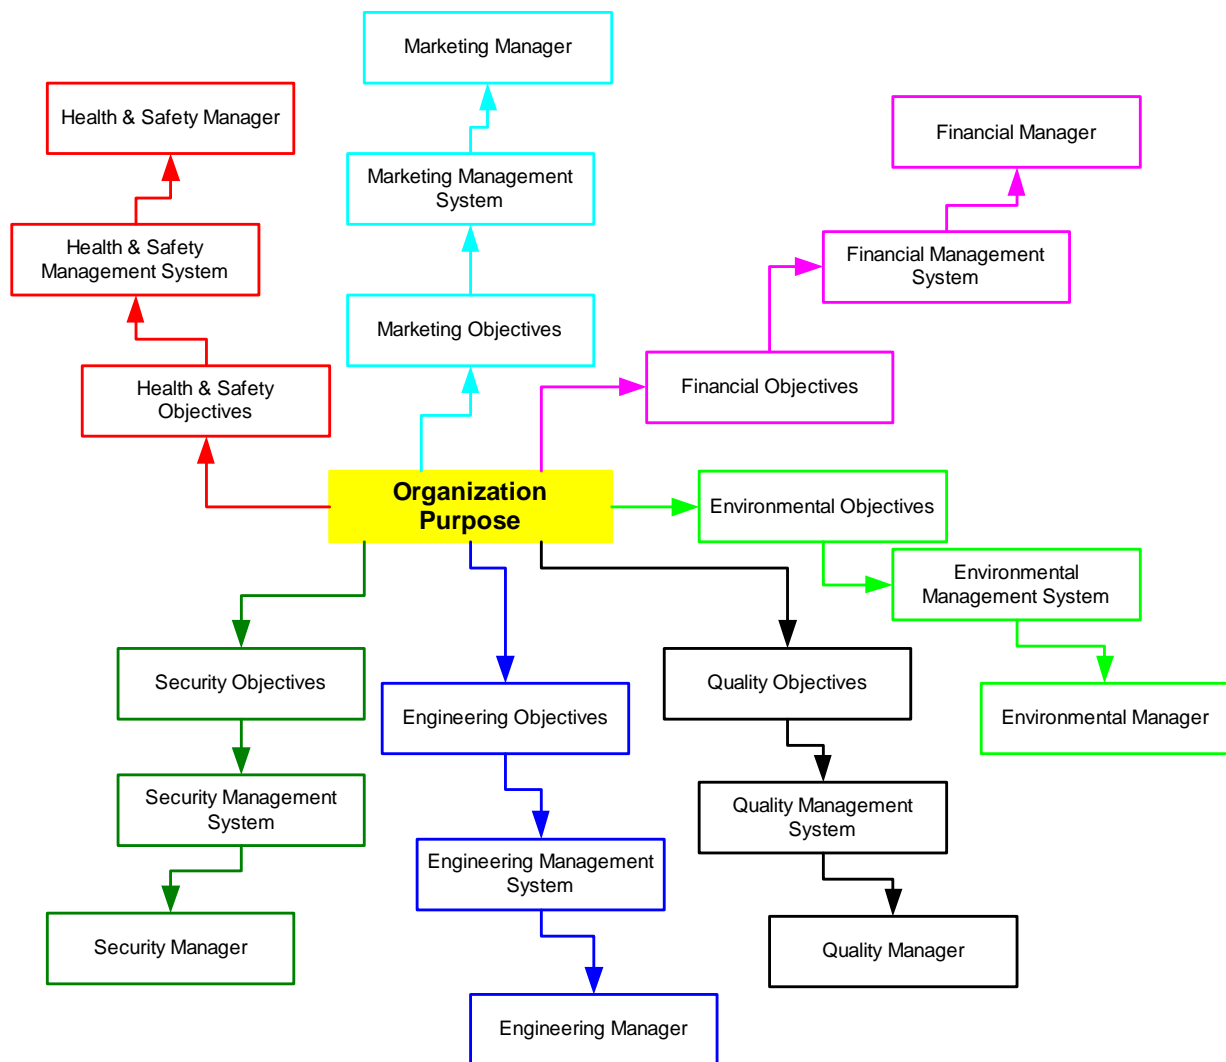 Marketing Manager
Health & Safety Manager
Financial Manager
Marketing Management
System
Health & Safety
Management System
Financial Management
System
Marketing Objectives
Health & Safety
Objectives
Financial Objectives
Organization
Purpose
Environmental Objectives
Environmental
Management System
Security Objectives
Quality Objectives
Engineering Objectives
Environmental Manager
Security Management
System
Quality Management
System
Engineering Management
System
Security Manager
Quality Manager
Engineering Manager